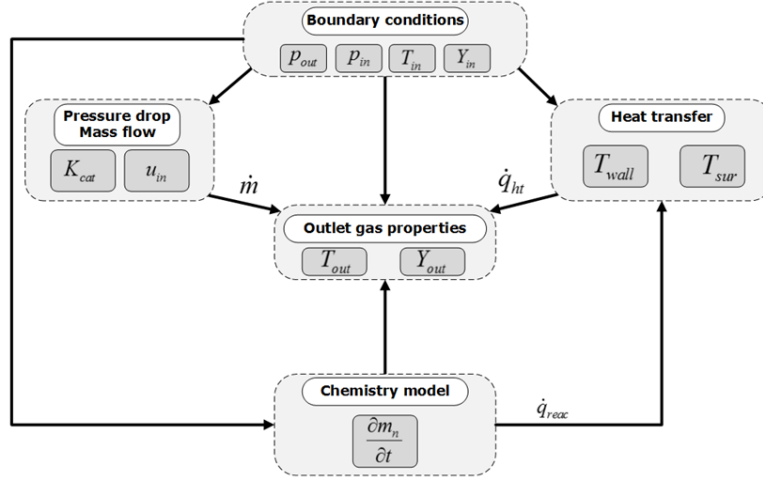 Boundary conditions
p_out p_in T_in Y_in
Pressure drop
Mass flow
K_cat u_in
Heat transfer
T_wall T_sur
ṁ
q̇_ht
Outlet gas properties
T_out Y_out
Chemistry model
∂m_n
∂t
q̇_reac